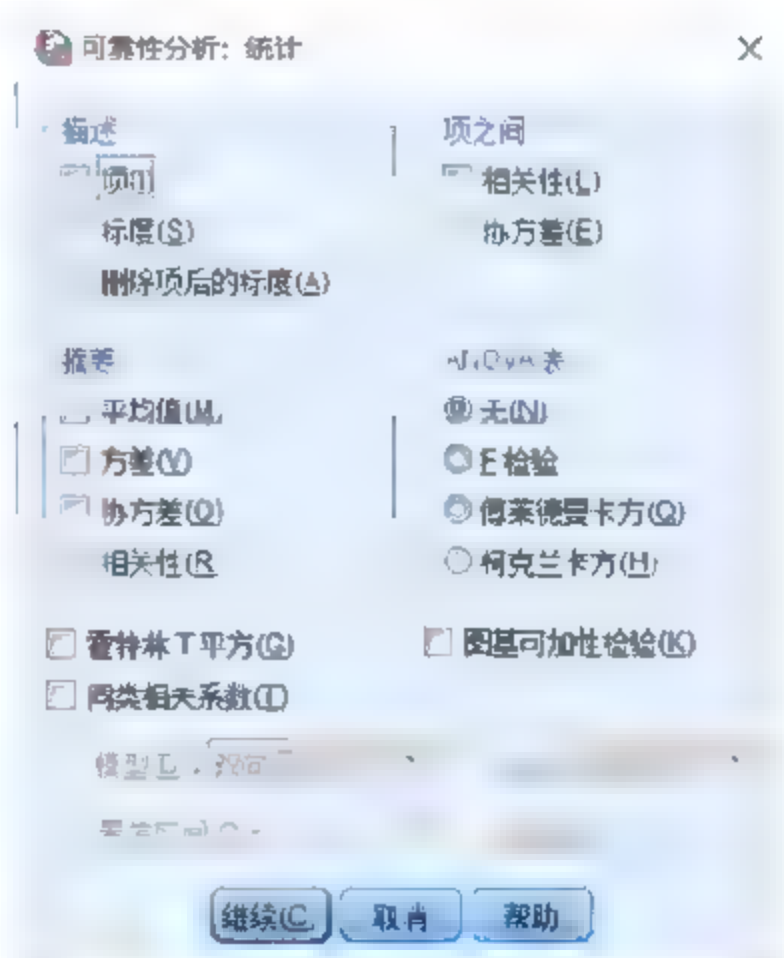 可靠性分析：统计
描述
项之间
项(I)
相关性(L)
标度(S)
协方差(E)
删除项后的标度(A)
摘要
表
平均值(M)
无(N)
方差(V)
F 检验
协方差(O)
傅莱德曼卡方(Q)
相关性(R
柯克兰卡方(H)
霍特林 T 平方(G)
图基可加性检验(K)
同类相关系数(T)
模型
继续(C
取消
帮助